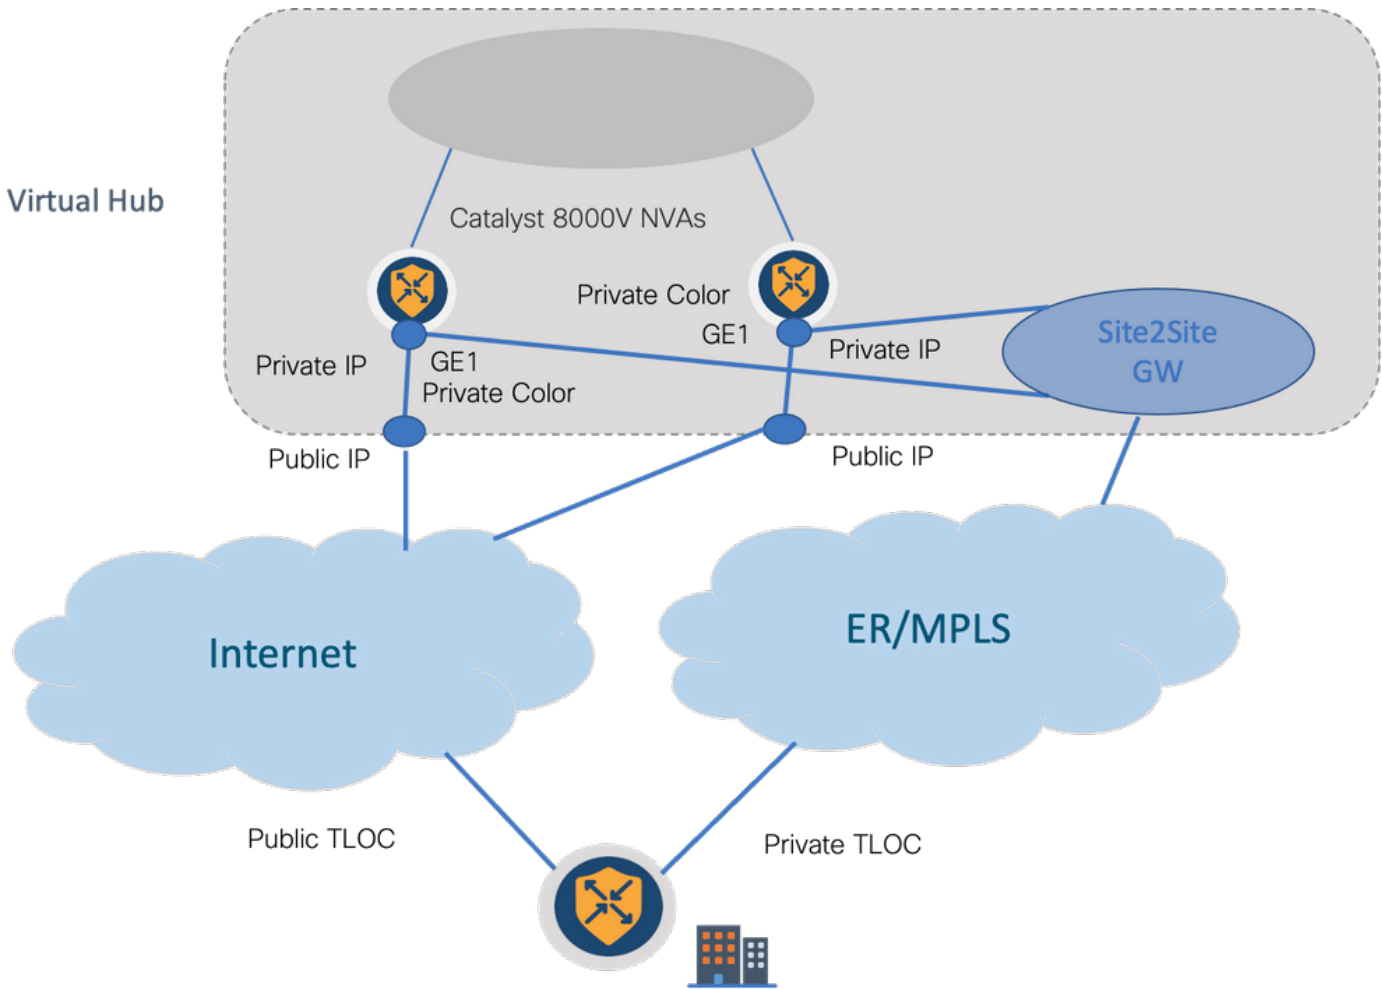 Virtual Hub
Catalyst 8000V NVAs
Private Color
GE1
Private IP
Site2Site
GW
Private IP
GE1
Private Color
Public IP
Public IP
Internet
ER/MPLS
Public TLOC
Private TLOC